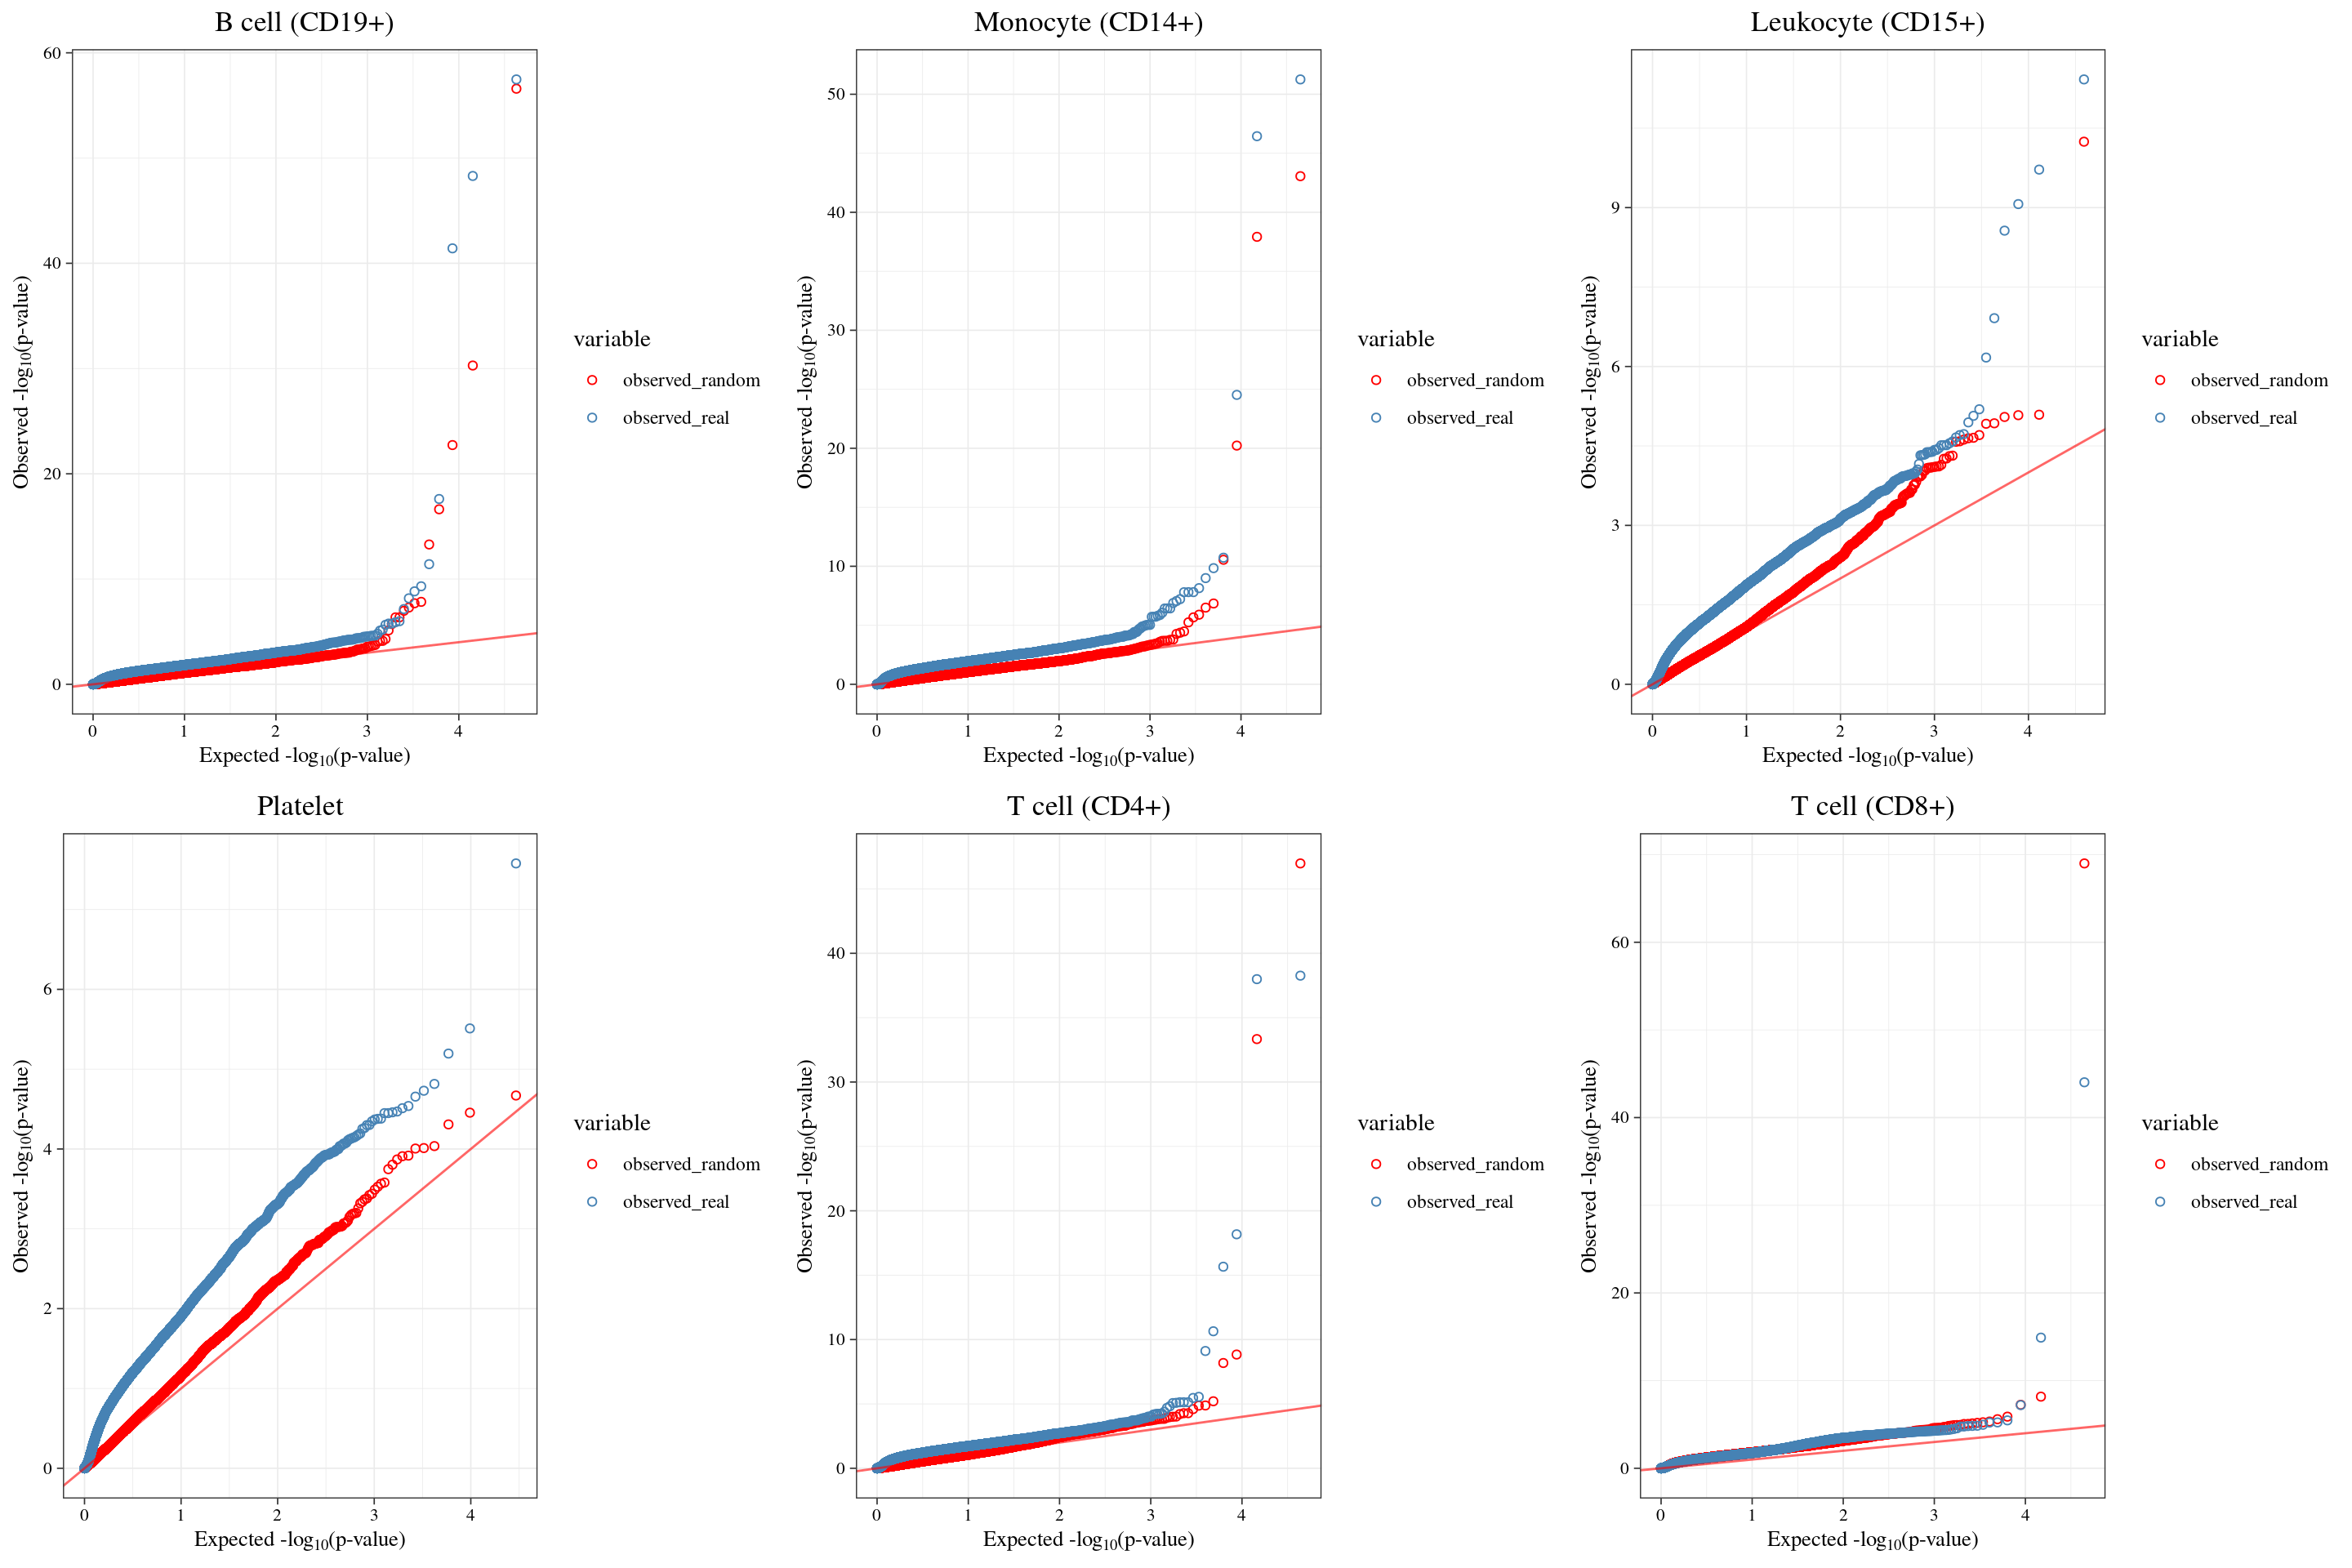 B cell (CD19+)
60
40
20
0
0 1 2 3 4
Expected -log10(p-value)
Observed -log10(p-value)
variable
observed_random
observed_real
Monocyte (CD14+)
50
40
30
20
10
0
0 1 2 3 4
Expected -log10(p-value)
Observed -log10(p-value)
variable
observed_random
observed_real
Leukocyte (CD15+)
9
6
3
0
0 1 2 3 4
Expected -log10(p-value)
Observed -log10(p-value)
variable
observed_random
observed_real
Platelet
6
4
2
0
0 1 2 3 4
Expected -log10(p-value)
Observed -log10(p-value)
variable
observed_random
observed_real
T cell (CD4+)
40
30
20
10
0
0 1 2 3 4
Expected -log10(p-value)
Observed -log10(p-value)
variable
observed_random
observed_real
T cell (CD8+)
60
40
20
0
0 1 2 3 4
Expected -log10(p-value)
Observed -log10(p-value)
variable
observed_random
observed_real